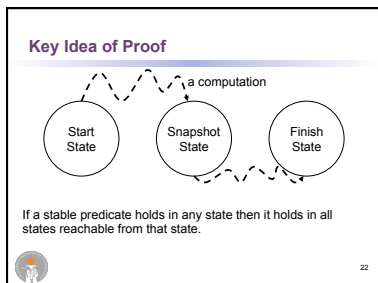 Key Idea of Proof
a computation
Start
State
Snapshot
State
Finish
State
If a stable predicate holds in any state then it holds in all
states reachable from that state.
22